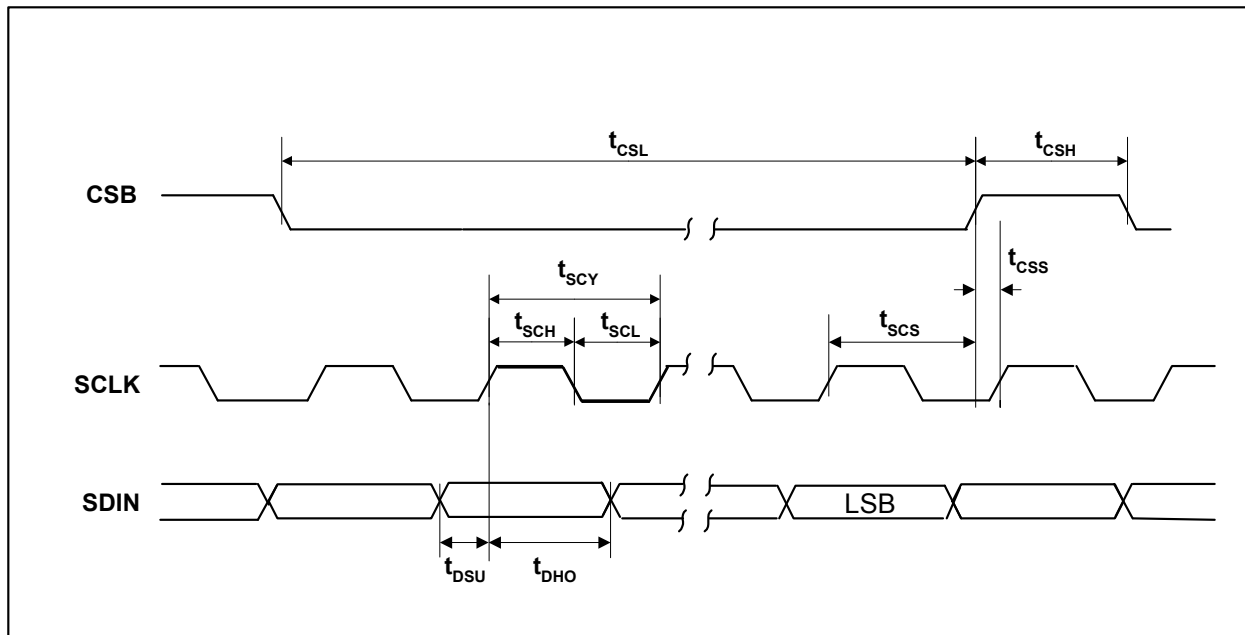 tCSL
tCSH
CSB
tCSS
tSCY
tSCH
tSCL
tSCS
SCLK
SDIN
LSB
tDSU
tDHO